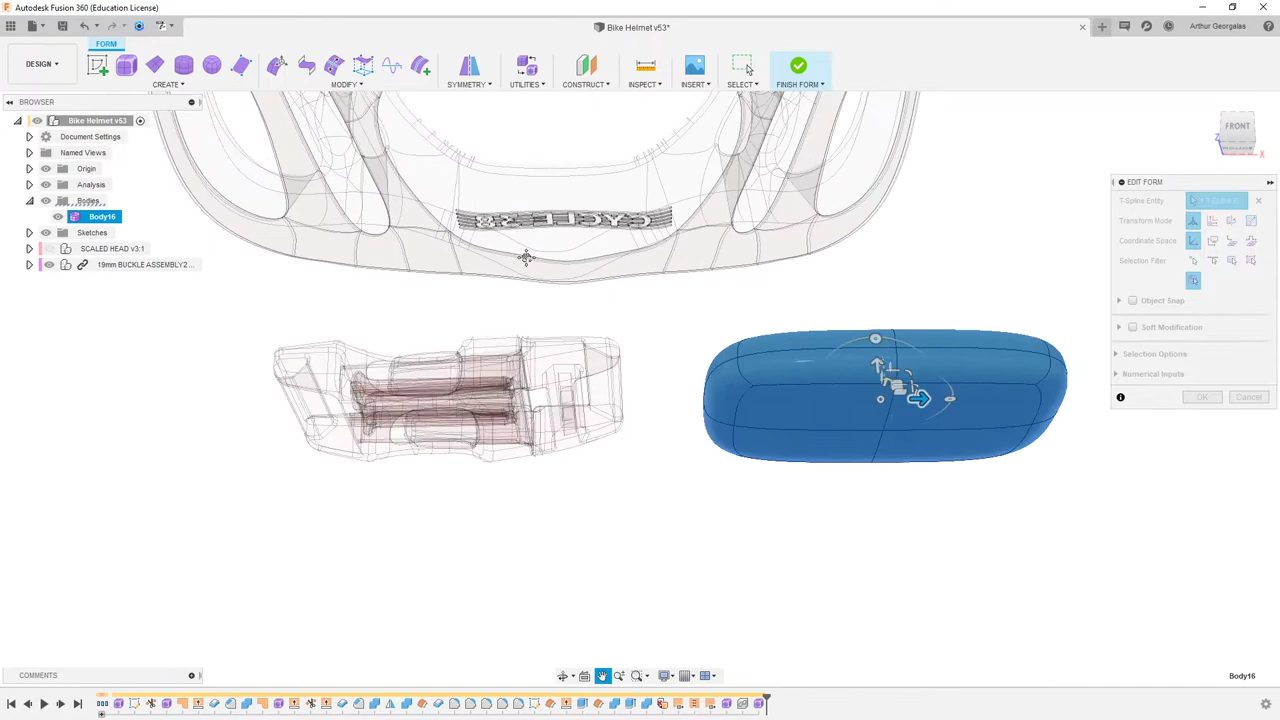 Autodesk Fusion 360 (Education License)
Bike Helmet v53*
Arthur Georgalas
FORM
DESIGN
CREATE
MODIFY
SYMMETRY
UTILITIES
CONSTRUCT
INSPECT
INSERT
SELECT
FINISH FORM
BROWSER
Bike Helmet v53
Document Settings
Named Views
Origin
Analysis
Bodies
Body16
Sketches
SCALED HEAD v3:1
19mm BUCKLE ASSEMBLY2 ...
FRONT
BOTTOM
Z
X
EDIT FORM
T-Spline Entity
Transform Mode
Coordinate Space
Selection Filter
Object Snap
Soft Modification
Selection Options
Numerical Inputs
OK
Cancel
COMMENTS
Body16